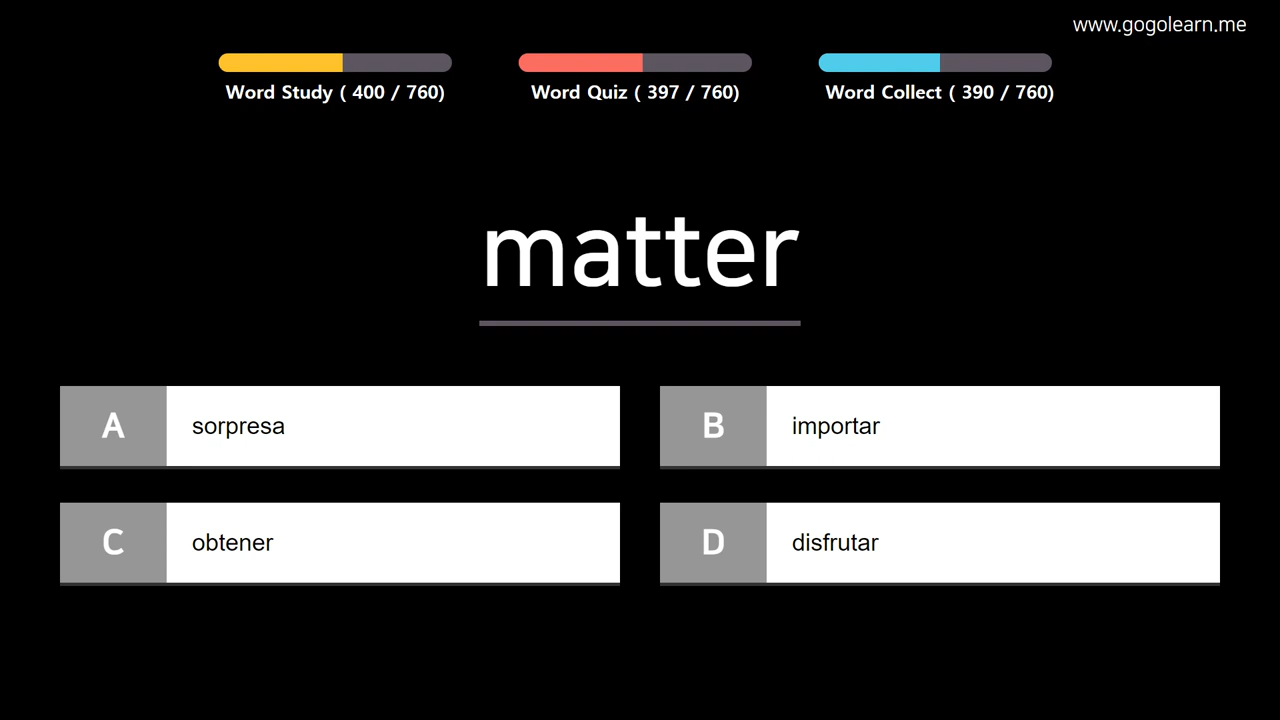 www.gogolearn.me
Word Study ( 400 / 760)
Word Quiz ( 397 / 760)
Word Collect ( 390 / 760)
matter
A sorpresa
B importar
C obtener
D disfrutar